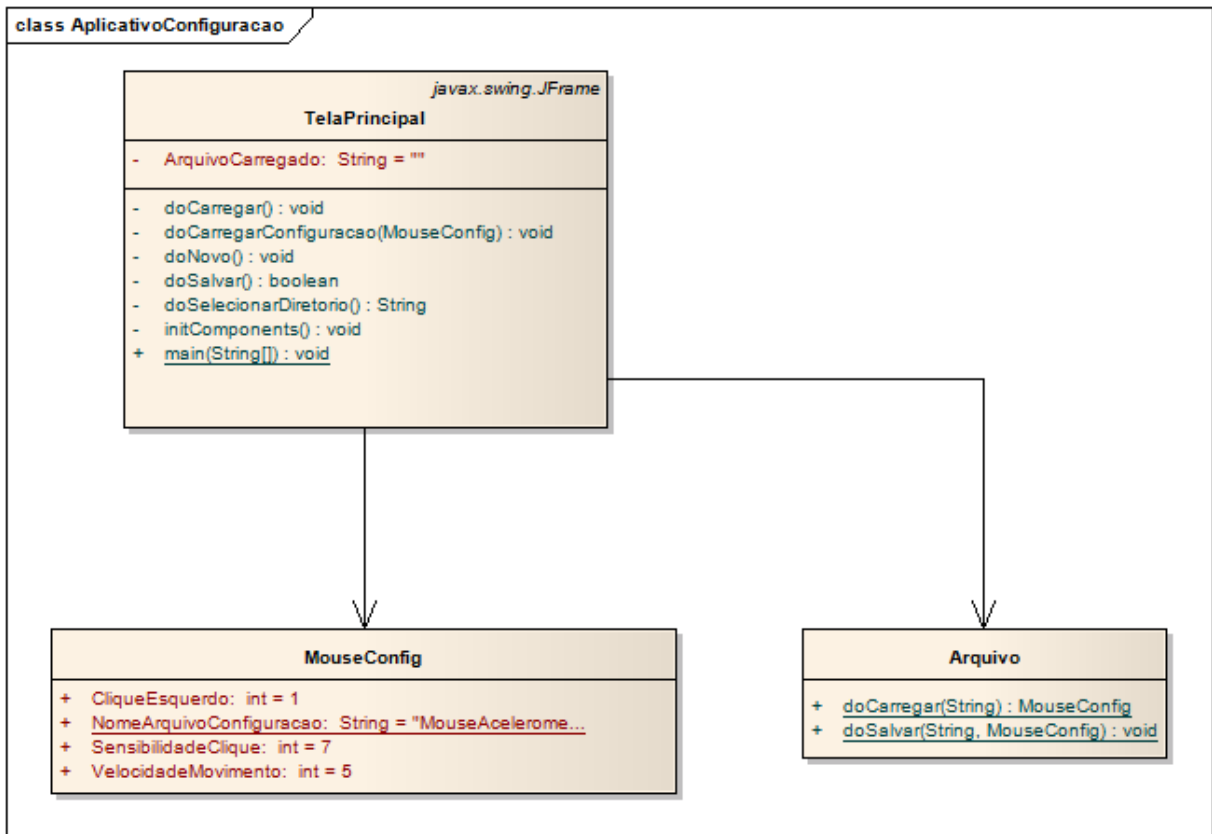 class AplicativoConfiguracao
javax.swing.JFrame
TelaPrincipal
- ArquivoCarregado: String = ""
- doCarregar() : void
- doCarregarConfiguracao(MouseConfig) : void
- doNovo() : void
- doSalvar() : boolean
- doSelecionarDiretorio() : String
- initComponents() : void
+ main(String[]) : void
MouseConfig
+ CliqueEsquerdo: int = 1
+ NomeArquivoConfiguracao: String = "MouseAcelerome...
+ SensibilidadeClique: int = 7
+ VelocidadeMovimento: int = 5
Arquivo
+ doCarregar(String) : MouseConfig
+ doSalvar(String, MouseConfig) : void